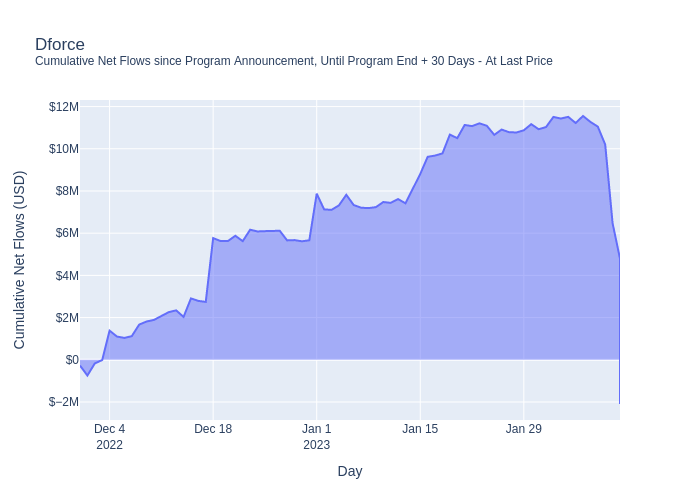 Dforce
Cumulative Net Flows since Program Announcement, Until Program End + 30 Days - At Last Price
Cumulative Net Flows (USD)
$12M
$10M
$8M
$6M
$4M
$2M
$0
$−2M
Dec 4
2022
Dec 18
Jan 1
2023
Jan 15
Jan 29
Day